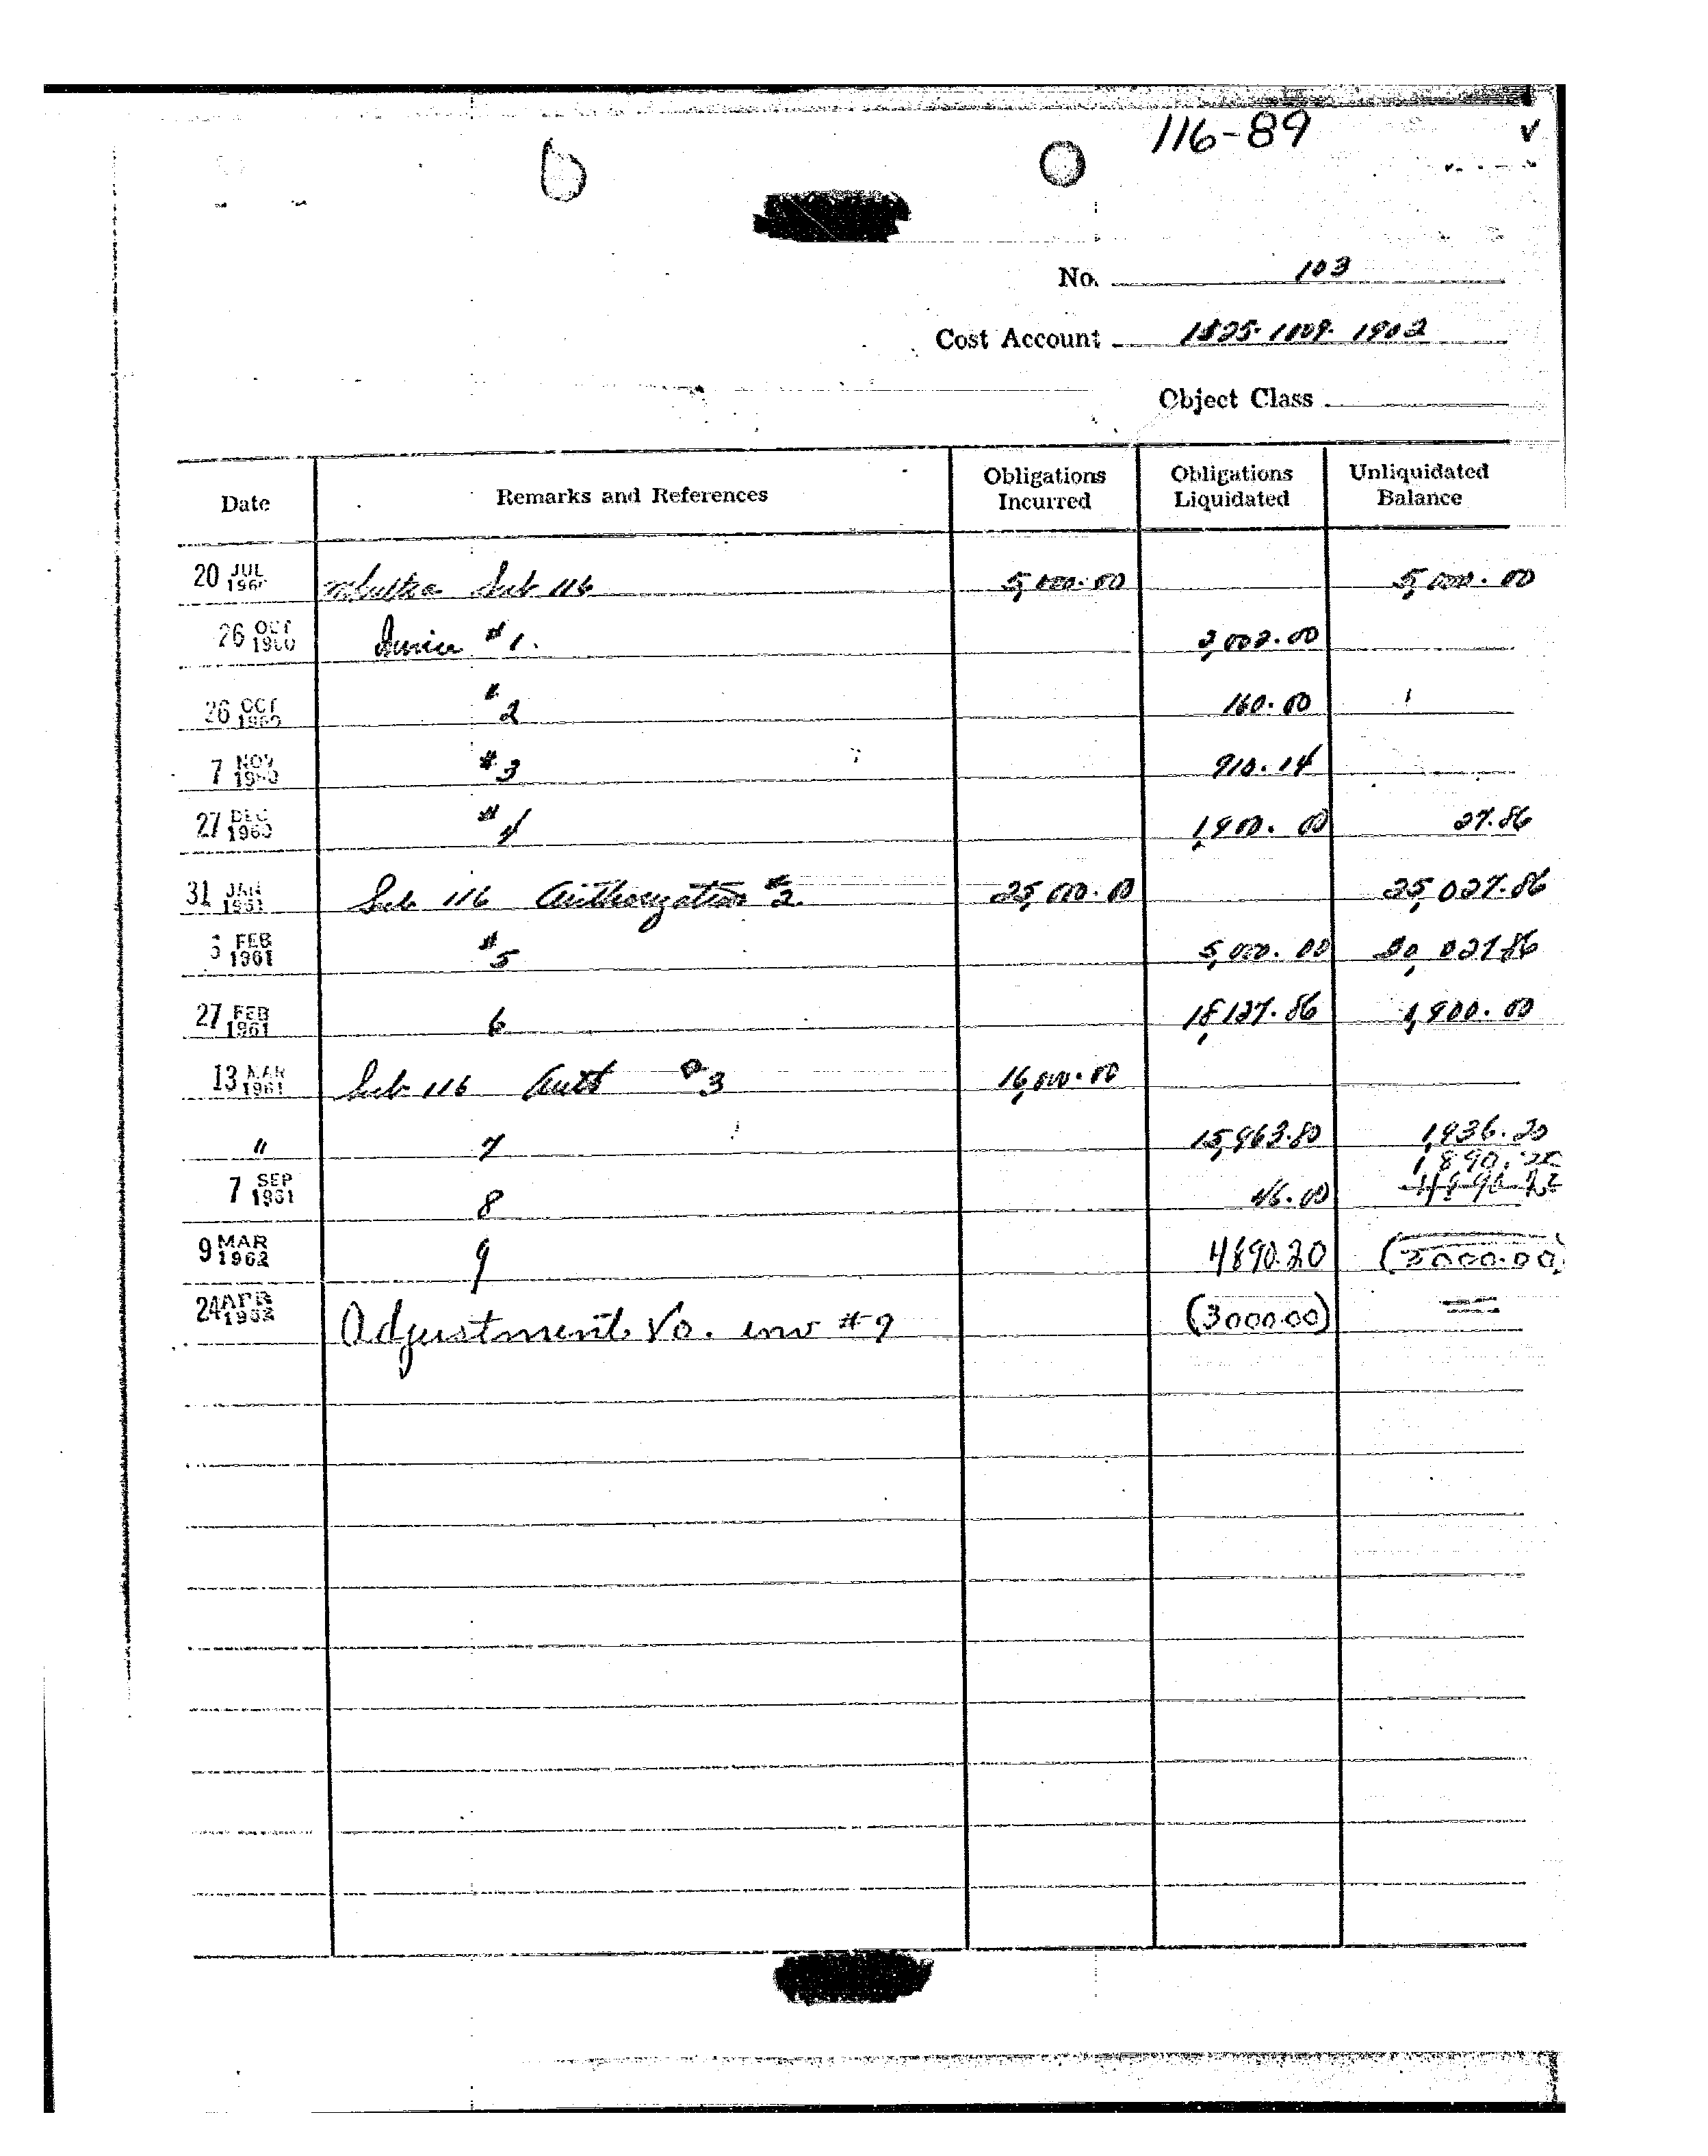 116-89 ✓
No. 103
Cost Account 1825-1009-1902
Object Class
Date Remarks and References Obligations Incurred Obligations Liquidated Unliquidated Balance
20 JUL 1960 Sub 116 5,000.00 5,000.00
26 OCT 1960 Invoice #1. 2,002.00
26 OCT 1960 #2 160.00
7 NOV 1960 #3 910.14
27 DEC 1960 #4 1,900.00 27.86
31 JAN 1961 Sub 116 Authorization #2 25,000.00 25,027.86
FEB 1961 #5 5,000.00 20,027.86
27 FEB 1961 6 18,127.86 1,900.00
13 MAR 1961 Sub 116 Auth #3 16,000.00
" 7 15,963.80 1,936.20
1,890.20
7 SEP 1961 8 46.00
9 MAR 1962 9 4890.20 (3000.00)
24 APR 1962 Adjustment Vo. inv #9 (3000.00) =